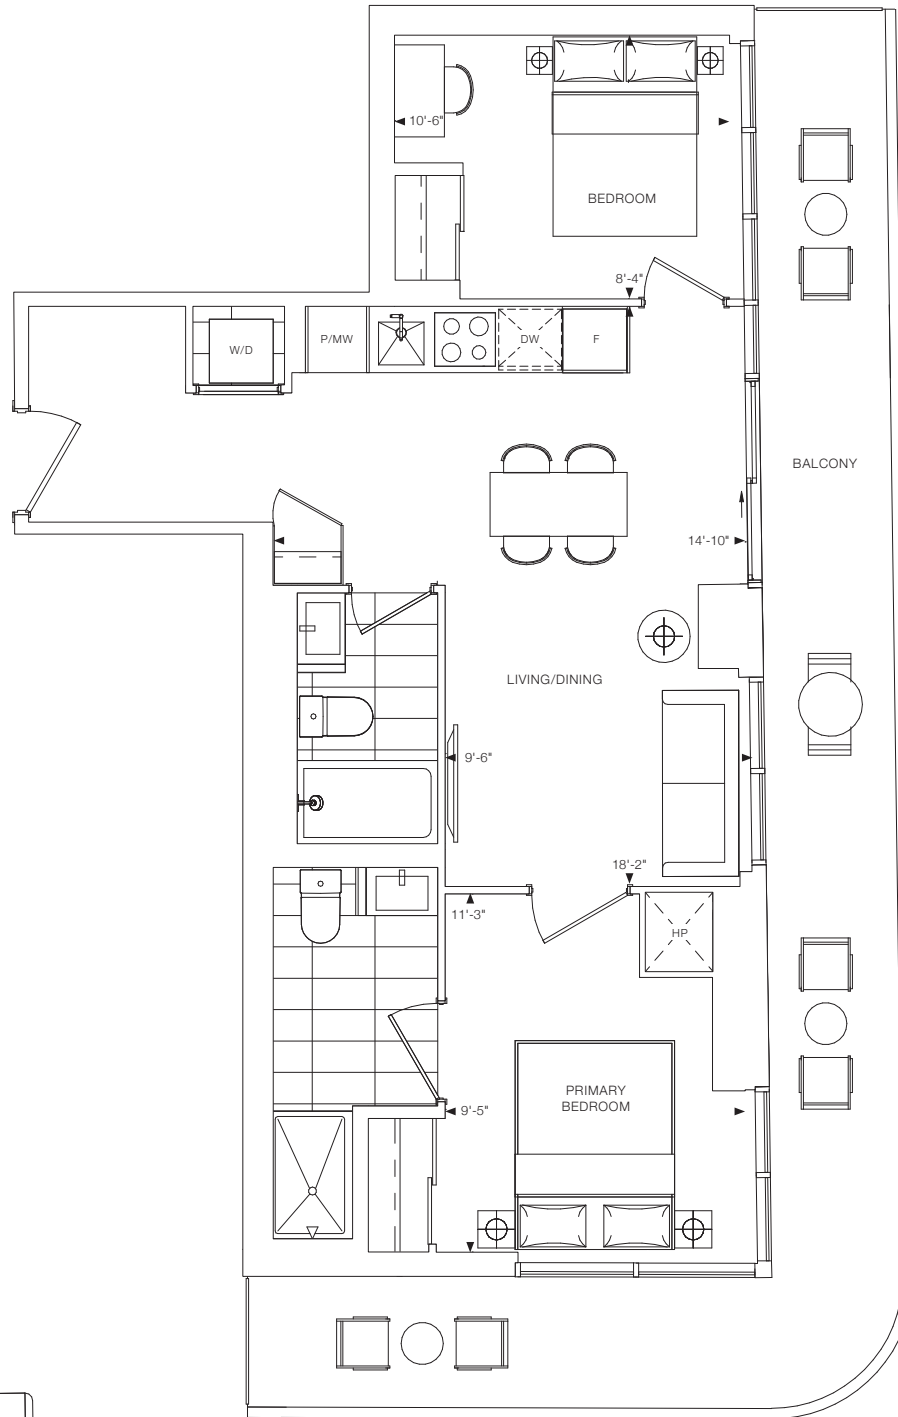 10'-6"
BEDROOM
8'-4"
W/D
P/MW
DW
F
BALCONY
14'-10"
LIVING/DINING
9'-6"
18'-2"
11'-3"
HP
PRIMARY
BEDROOM
9'-5"